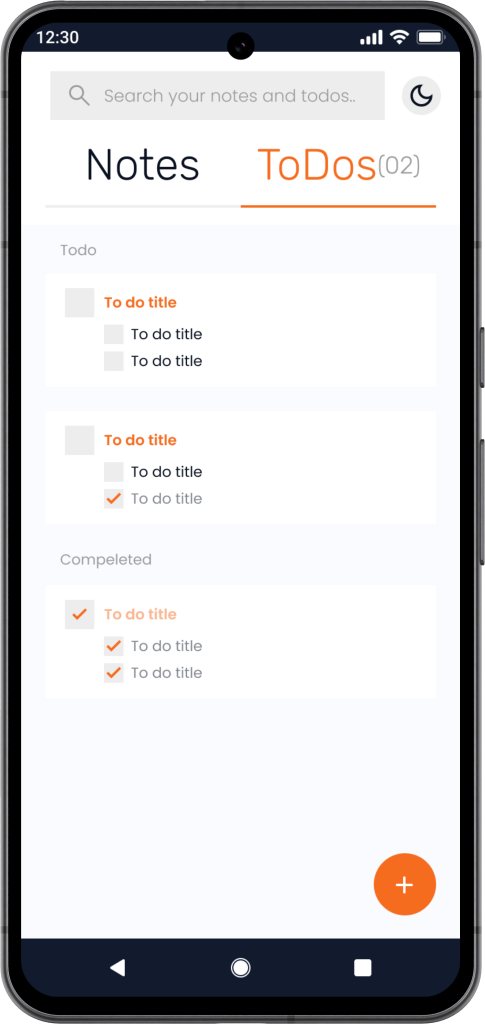 12:30
Search your notes and todos..
Notes ToDos(02)
Todo
To do title
To do title
To do title
To do title
To do title
To do title
Compeleted
To do title
To do title
To do title